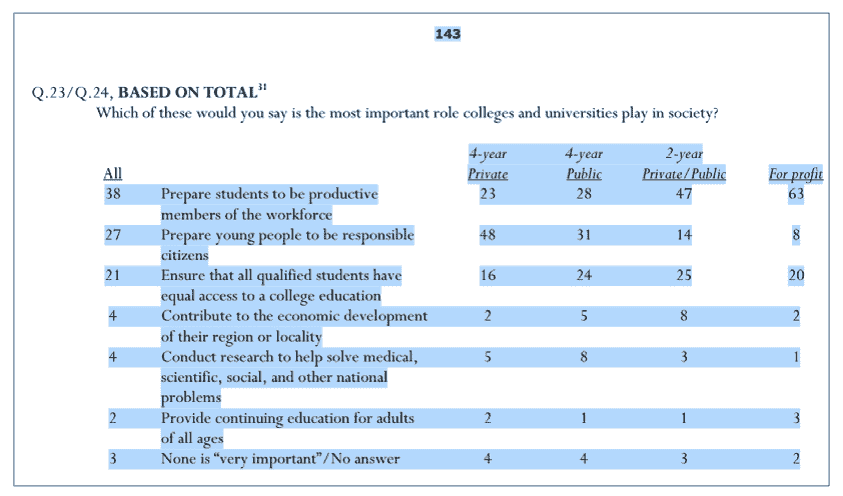 143
Q.23/Q.24, BASED ON TOTAL31
Which of these would you say is the most important role colleges and universities play in society?
4-year 4-year 2-year
All Private Public Private/Public For profit
38 Prepare students to be productive 23 28 47 63
members of the workforce
27 Prepare young people to be responsible 48 31 14 8
citizens
21 Ensure that all qualified students have 16 24 25 20
equal access to a college education
4 Contribute to the economic development 2 5 8 2
of their region or locality
4 Conduct research to help solve medical, 5 8 3 1
scientific, social, and other national
problems
2 Provide continuing education for adults 2 1 1 3
of all ages
3 None is “very important”/No answer 4 4 3 2